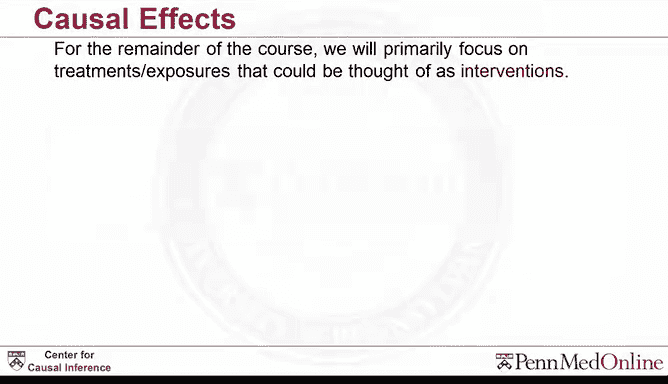 Causal Effects
For the remainder of the course, we will primarily focus on
treatments/exposures that could be thought of as interventions.
Center for
Causal Inference
PennMedOnline